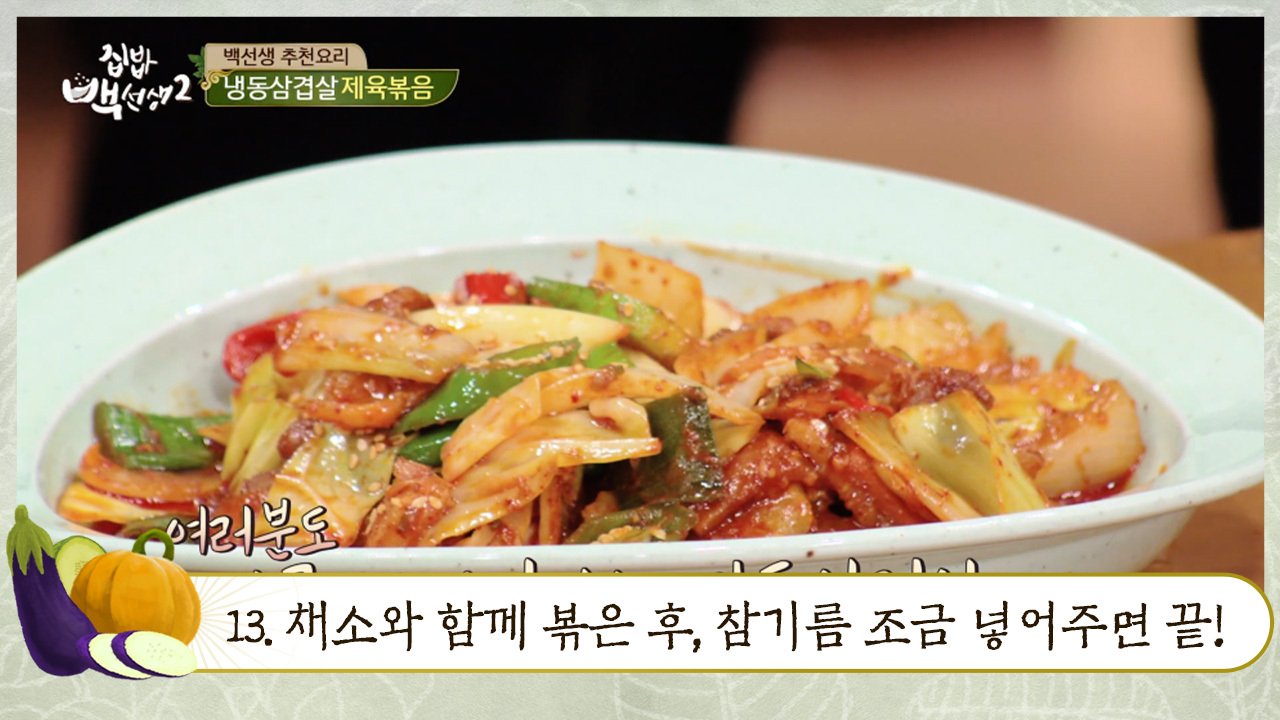 집밥
백선생2
백선생 추천요리
냉동삼겹살 제육볶음
여러분도
13. 채소와 함께 볶은 후, 참기름 조금 넣어주면 끝!